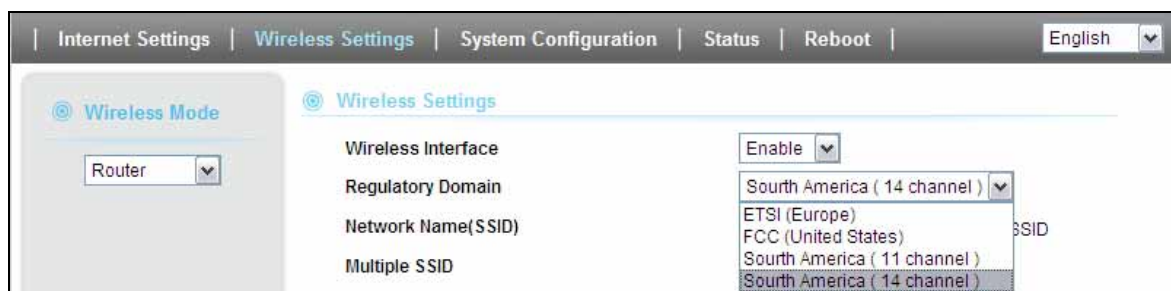 | Internet Settings | Wireless Settings | System Configuration | Status | Reboot | English
Wireless Mode
Router
Wireless Settings
Wireless Interface Enable
Regulatory Domain Sourth America ( 14 channel )
ETSI (Europe)
Network Name(SSID) FCC (United States) SSID
Sourth America ( 11 channel )
Multiple SSID
Sourth America ( 14 channel )